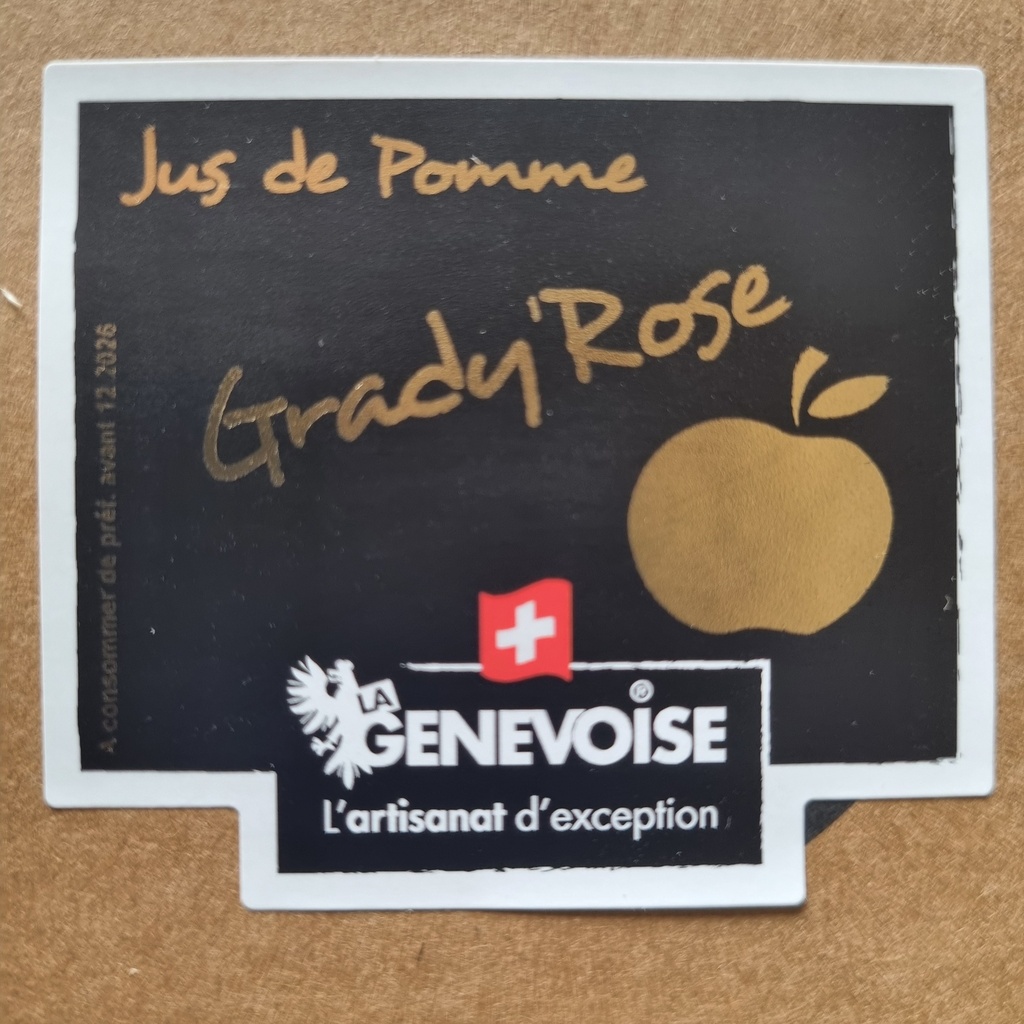 Jus de Pomme
Grady'Rose
A consommer de préf. avant 12.2026
LA
GENEVOISE®
L'artisanat d'exception